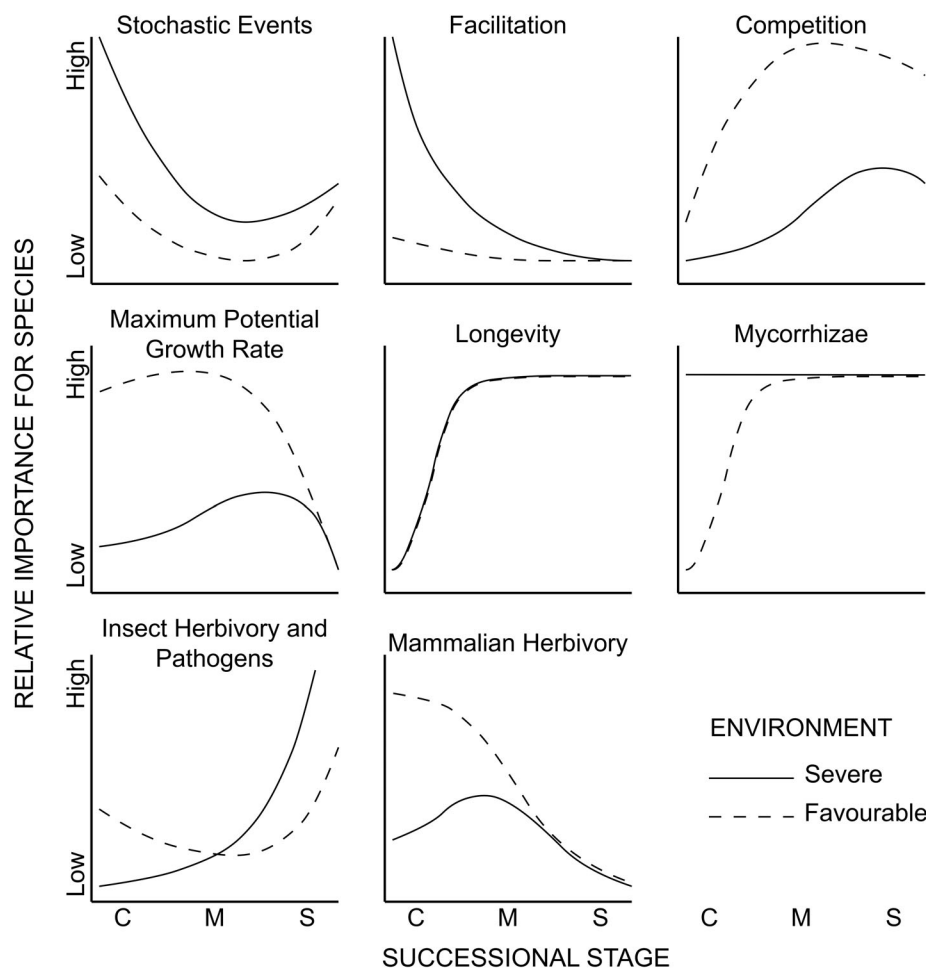 Stochastic Events
Facilitation
Competition
High
Low
Maximum Potential
Growth Rate
Longevity
Mycorrhizae
High
Low
Insect Herbivory and
Pathogens
Mammalian Herbivory
High
Low
RELATIVE IMPORTANCE FOR SPECIES
ENVIRONMENT
Severe
Favourable
C M S
C M S
C M S
SUCCESSIONAL STAGE